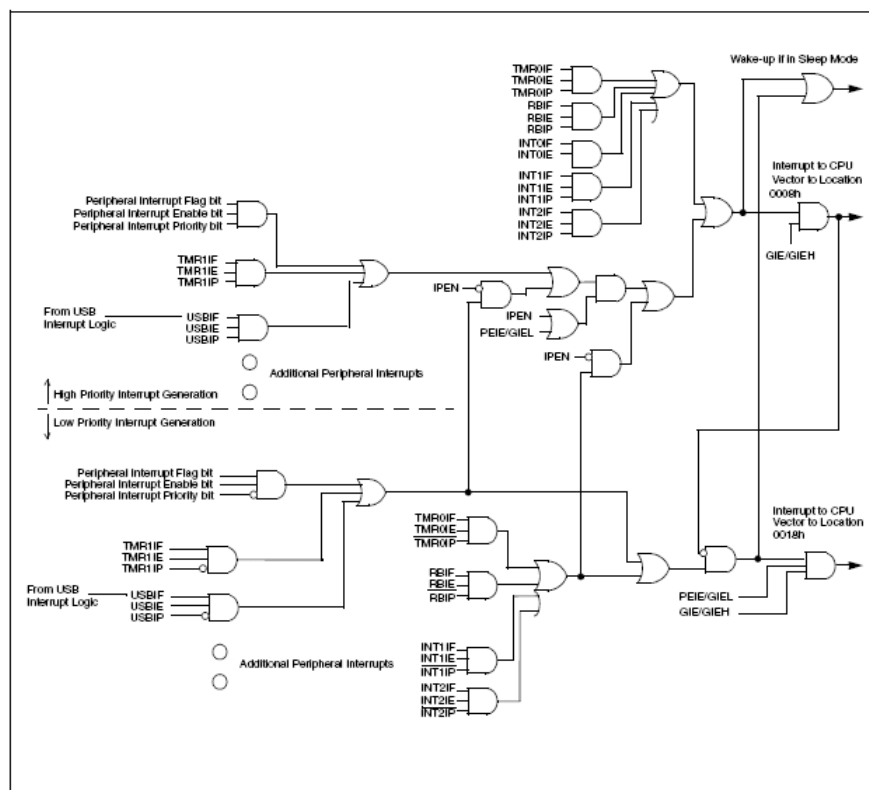 Wake-up if in Sleep Mode
TMR0IF
TMR0IE
TMR0IP
RBIF
RBIE
RBIP
INT0IF
INT0IE
INT1IF
INT1IE
INT1IP
INT2IF
INT2IE
INT2IP
Interrupt to CPU
Vector to Location
0008h
GIE/GIEH
Peripheral Interrupt Flag bit
Peripheral Interrupt Enable bit
Peripheral Interrupt Priority bit
TMR1IF
TMR1IE
TMR1IP
From USB
Interrupt Logic
USBIF
USBIE
USBIP
IPEN
IPEN
PEIE/GIEL
IPEN
Additional Peripheral Interrupts
High Priority Interrupt Generation
Low Priority Interrupt Generation
Peripheral Interrupt Flag bit
Peripheral Interrupt Enable bit
Peripheral Interrupt Priority bit
TMR1IF
TMR1IE
TMR1IP
From USB
Interrupt Logic
USBIF
USBIE
USBIP
Additional Peripheral Interrupts
TMR0IF
TMR0IE
TMR0IP
RBIF
RBIE
RBIP
INT1IF
INT1IE
INT1IP
INT2IF
INT2IE
INT2IP
Interrupt to CPU
Vector to Location
0018h
PEIE/GIEL
GIE/GIEH